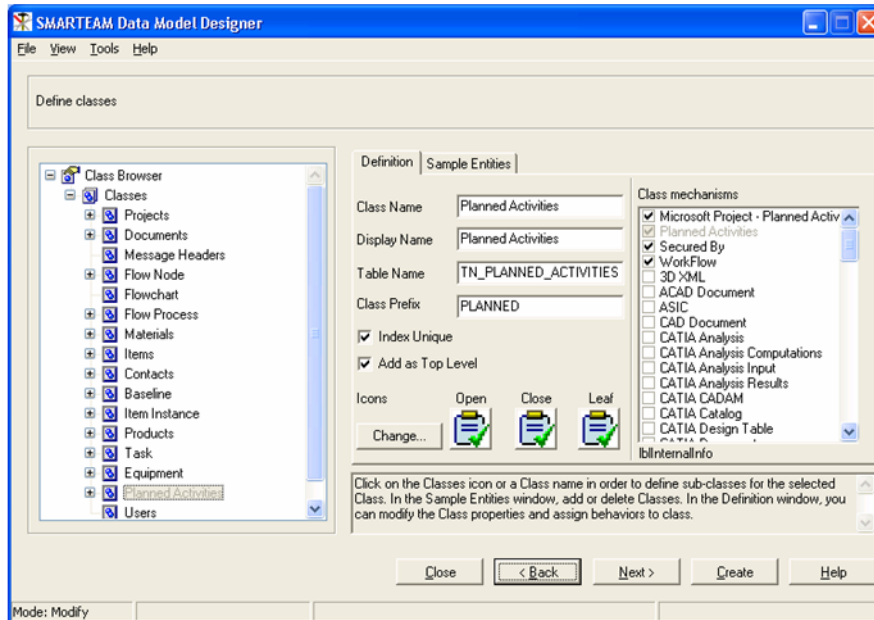 SMARTEAM Data Model Designer
File View Tools Help
Define classes
Class Browser
Classes
Projects
Documents
Message Headers
Flow Node
Flowchart
Flow Process
Materials
Items
Contacts
Baseline
Item Instance
Products
Task
Equipment
Planned Activities
Users
Definition Sample Entities
Class Name Planned Activities
Display Name Planned Activities
Table Name TN_PLANNED_ACTIVITIES
Class Prefix PLANNED
Index Unique
Add as Top Level
Icons Open Close Leaf
Change...
Class mechanisms
Microsoft Project - Planned Activ
Planned Activities
Secured By
WorkFlow
3D XML
ACAD Document
ASIC
CAD Document
CATIA Analysis
CATIA Analysis Computations
CATIA Analysis Input
CATIA Analysis Results
CATIA CADAM
CATIA Catalog
CATIA Design Table
lblInternalInfo
Click on the Classes icon or a Class name in order to define sub-classes for the selected
Class. In the Sample Entities window, add or delete Classes. In the Definition window, you
can modify the Class properties and assign behaviors to class.
Close < Back Next > Create Help
Mode: Modify